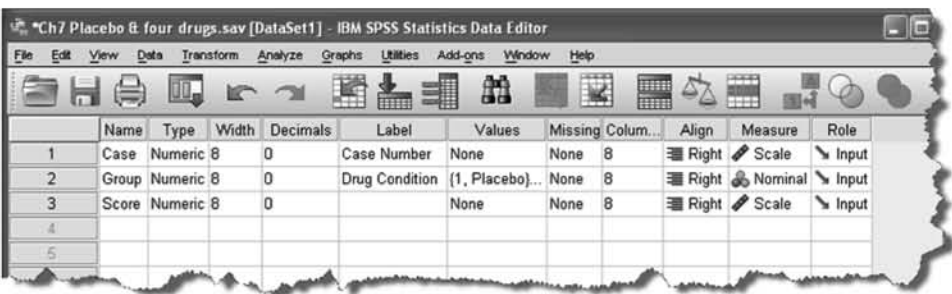 *Ch7 Placebo & four drugs.sav [DataSet1] - IBM SPSS Statistics Data Editor
File Edit View Data Transform Analyze Graphs Utilities Add-ons Window Help
Name Type Width Decimals Label Values Missing Colum... Align Measure Role
1 Case Numeric 8 0 Case Number None None 8 Right Scale Input
2 Group Numeric 8 0 Drug Condition {1, Placebo}... None 8 Right Nominal Input
3 Score Numeric 8 0 None None 8 Right Scale Input
4
5